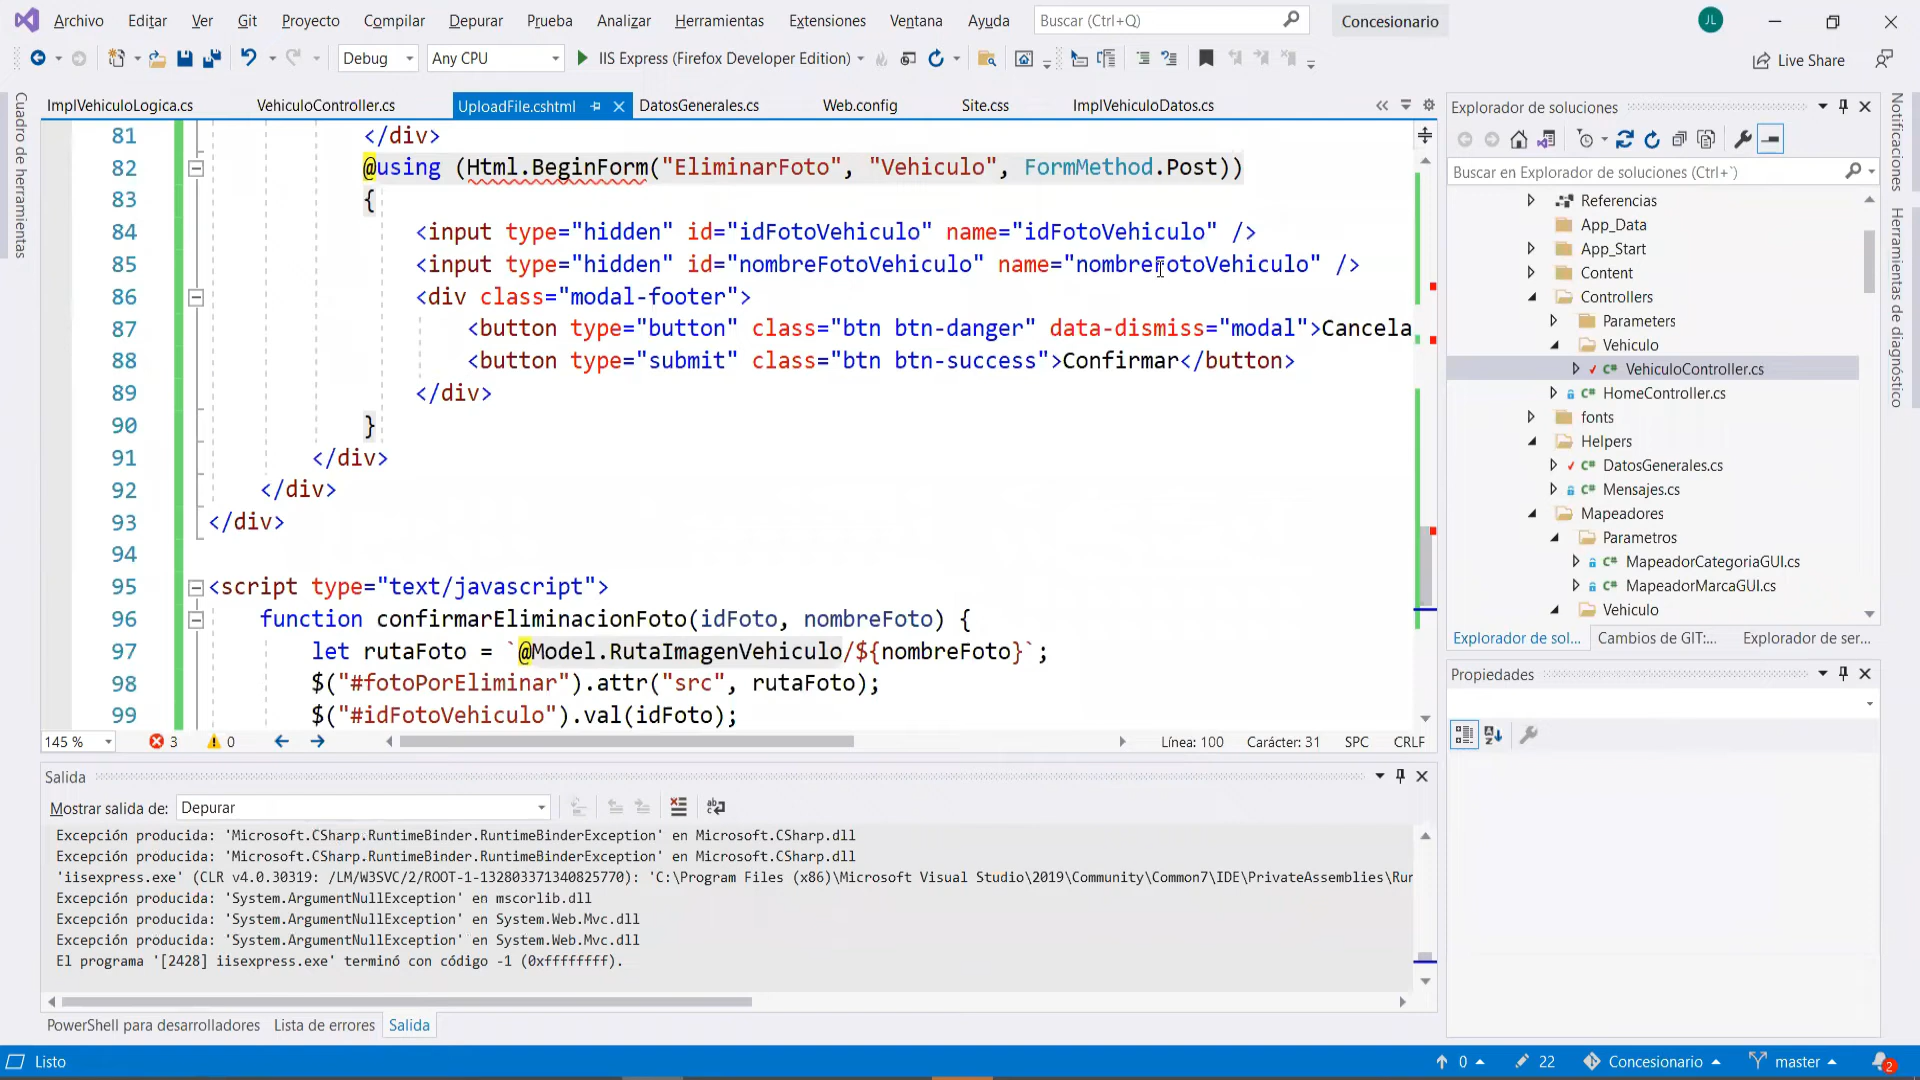 Archivo Editar Ver Git Proyecto Compilar Depurar Prueba Analizar Herramientas Extensiones Ventana Ayuda Buscar (Ctrl+Q) Concesionario JL
Debug Any CPU IIS Express (Firefox Developer Edition) Live Share
Cuadro de herramientas
ImplVehiculoLogica.cs VehiculoController.cs UploadFile.cshtml DatosGenerales.cs Web.config Site.css ImplVehiculoDatos.cs
81 </div>
82 @using (Html.BeginForm("EliminarFoto", "Vehiculo", FormMethod.Post))
83 {
84 <input type="hidden" id="idFotoVehiculo" name="idFotoVehiculo" />
85 <input type="hidden" id="nombreFotoVehiculo" name="nombreFotoVehiculo" />
86 <div class="modal-footer">
87 <button type="button" class="btn btn-danger" data-dismiss="modal">Cancela
88 <button type="submit" class="btn btn-success">Confirmar</button>
89 </div>
90 }
91 </div>
92 </div>
93 </div>
94
95 <script type="text/javascript">
96 function confirmarEliminacionFoto(idFoto, nombreFoto) {
97 let rutaFoto = `@Model.RutaImagenVehiculo/${nombreFoto}`;
98 $("#fotoPorEliminar").attr("src", rutaFoto);
99 $("#idFotoVehiculo").val(idFoto);
145 % 3 0 Línea: 100 Carácter: 31 SPC CRLF
Salida
Mostrar salida de: Depurar
Excepción producida: 'Microsoft.CSharp.RuntimeBinder.RuntimeBinderException' en Microsoft.CSharp.dll
Excepción producida: 'Microsoft.CSharp.RuntimeBinder.RuntimeBinderException' en Microsoft.CSharp.dll
'iisexpress.exe' (CLR v4.0.30319: /LM/W3SVC/2/ROOT-1-132803371340825770): 'C:\Program Files (x86)\Microsoft Visual Studio\2019\Community\Common7\IDE\PrivateAssemblies\Rur
Excepción producida: 'System.ArgumentNullException' en mscorlib.dll
Excepción producida: 'System.ArgumentNullException' en System.Web.Mvc.dll
Excepción producida: 'System.ArgumentNullException' en System.Web.Mvc.dll
El programa '[2428] iisexpress.exe' terminó con código -1 (0xffffffff).
PowerShell para desarrolladores Lista de errores Salida
Explorador de soluciones
Buscar en Explorador de soluciones (Ctrl+´)
Referencias
App_Data
App_Start
Content
Controllers
Parameters
Vehiculo
VehiculoController.cs
HomeController.cs
fonts
Helpers
DatosGenerales.cs
Mensajes.cs
Mapeadores
Parametros
MapeadorCategoriaGUI.cs
MapeadorMarcaGUI.cs
Vehiculo
Explorador de sol... Cambios de GIT:... Explorador de ser...
Propiedades
Notificaciones
Herramientas de diagnóstico
Listo 0 22 Concesionario master 2